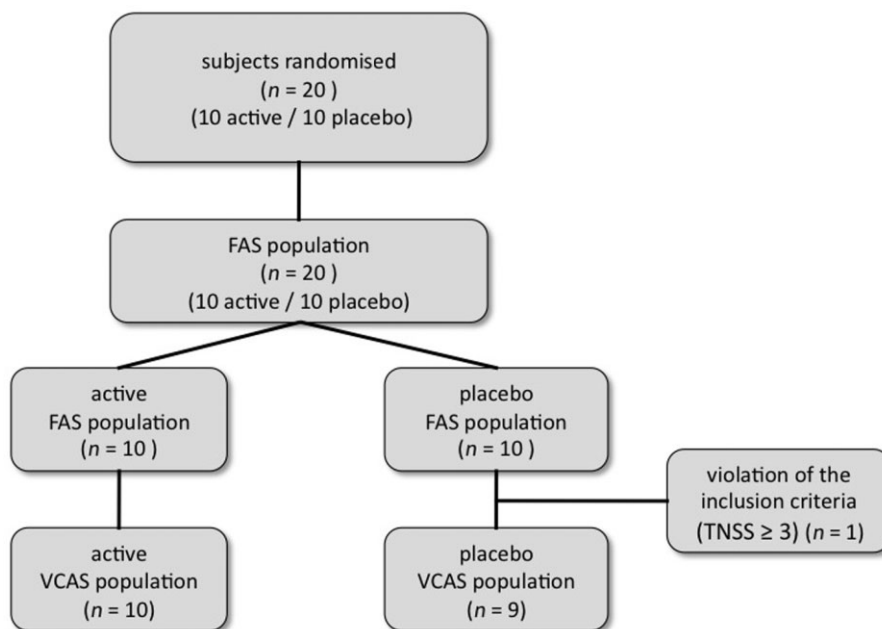 subjects randomised
(n = 20 )
(10 active / 10 placebo)
FAS population
(n = 20 )
(10 active / 10 placebo)
active
FAS population
(n = 10 )
placebo
FAS population
(n = 10 )
violation of the
inclusion criteria
(TNSS ≥ 3) (n = 1)
active
VCAS population
(n = 10)
placebo
VCAS population
(n = 9)